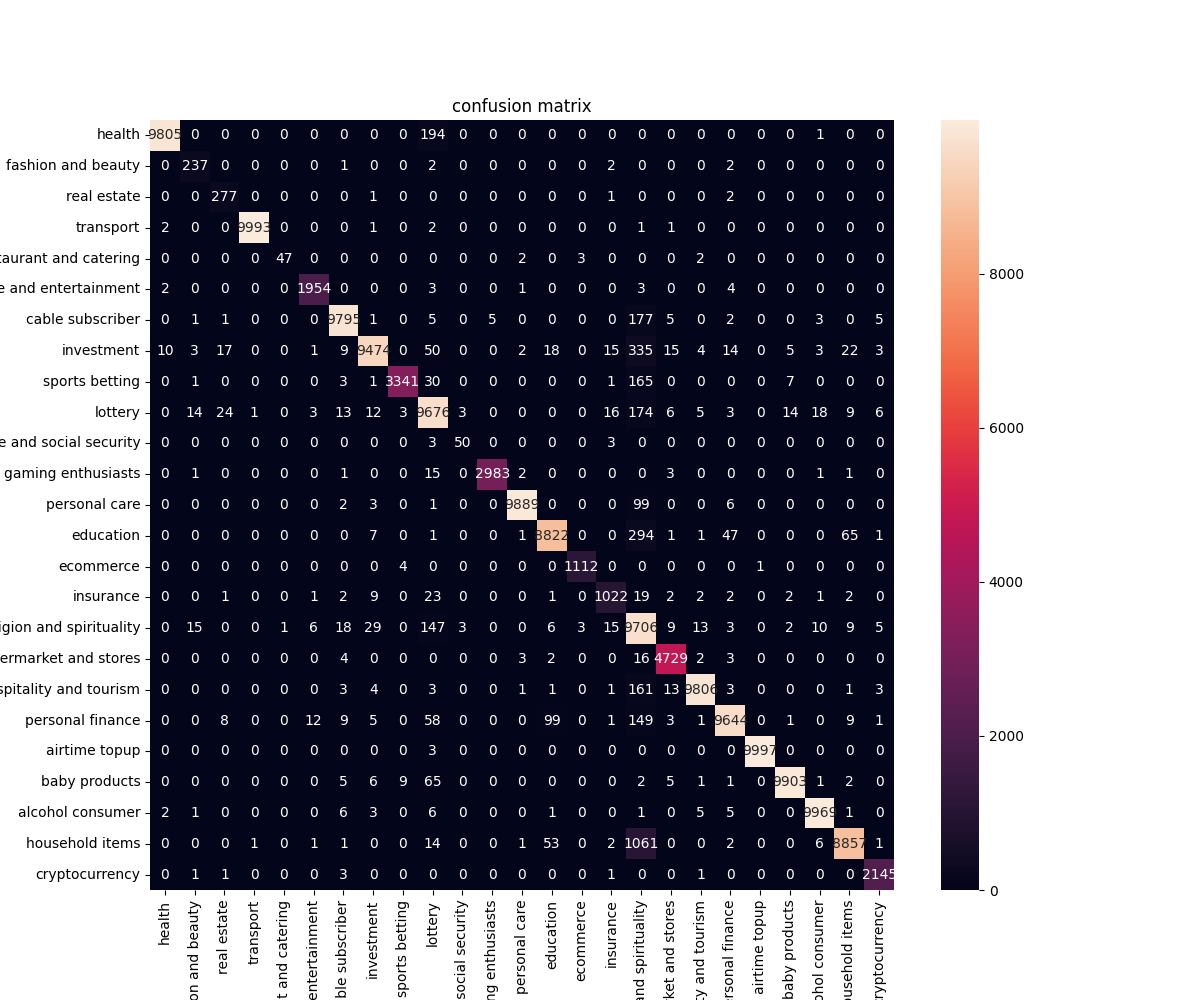 confusion matrix
health 9805 0 0 0 0 0 0 0 0 194 0 0 0 0 0 0 0 0 0 0 0 0 1 0 0
fashion and beauty 0 237 0 0 0 0 1 0 0 2 0 0 0 0 0 2 0 0 0 2 0 0 0 0 0
real estate 0 0 277 0 0 0 0 1 0 0 0 0 0 0 0 1 0 0 0 2 0 0 0 0 0
transport 2 0 0 9993 0 0 0 1 0 2 0 0 0 0 0 0 1 1 0 0 0 0 0 0 0
taurant and catering 0 0 0 0 47 0 0 0 0 0 0 0 2 0 3 0 0 0 2 0 0 0 0 0 0
e and entertainment 2 0 0 0 0 1954 0 0 0 3 0 0 1 0 0 0 3 0 0 4 0 0 0 0 0
cable subscriber 0 1 1 0 0 0 9795 1 0 5 0 5 0 0 0 0 177 5 0 2 0 0 3 0 5
investment 10 3 17 0 0 1 9 9474 0 50 0 0 2 18 0 15 335 15 4 14 0 5 3 22 3
sports betting 0 1 0 0 0 0 3 1 3341 30 0 0 0 0 0 1 165 0 0 0 0 7 0 0 0
lottery 0 14 24 1 0 3 13 12 3 9676 3 0 0 0 0 16 174 6 5 3 0 14 18 9 6
e and social security 0 0 0 0 0 0 0 0 0 3 50 0 0 0 0 3 0 0 0 0 0 0 0 0 0
gaming enthusiasts 0 1 0 0 0 0 1 0 0 15 0 2983 2 0 0 0 0 3 0 0 0 0 1 1 0
personal care 0 0 0 0 0 0 2 3 0 1 0 0 9889 0 0 0 99 0 0 6 0 0 0 0 0
education 0 0 0 0 0 0 0 7 0 1 0 0 1 8822 0 0 294 1 1 47 0 0 0 65 1
ecommerce 0 0 0 0 0 0 0 0 4 0 0 0 0 0 1112 0 0 0 0 0 1 0 0 0 0
insurance 0 0 1 0 0 1 2 9 0 23 0 0 0 1 0 1022 19 2 2 2 0 2 1 2 0
igion and spirituality 0 15 0 0 1 6 18 29 0 147 3 0 0 6 3 15 9706 9 13 3 0 2 10 9 5
ermarket and stores 0 0 0 0 0 0 4 0 0 0 0 0 3 2 0 0 16 4729 2 3 0 0 0 0 0
spitality and tourism 0 0 0 0 0 0 3 4 0 3 0 0 1 1 0 1 161 13 9806 3 0 0 0 1 3
personal finance 0 0 8 0 0 12 9 5 0 58 0 0 0 99 0 1 149 3 1 9644 0 1 0 9 1
airtime topup 0 0 0 0 0 0 0 0 0 3 0 0 0 0 0 0 0 0 0 0 9997 0 0 0 0
baby products 0 0 0 0 0 0 5 6 9 65 0 0 0 0 0 0 2 5 1 1 0 9903 1 2 0
alcohol consumer 2 1 0 0 0 0 6 3 0 6 0 0 0 1 0 0 1 0 5 5 0 0 9969 1 0
household items 0 0 0 1 0 1 1 0 0 14 0 0 1 53 0 2 1061 0 0 2 0 0 6 8857 1
cryptocurrency 0 1 1 0 0 0 3 0 0 0 0 0 0 0 0 1 0 0 1 0 0 0 0 0 2145
health
on and beauty
real estate
transport
t and catering
entertainment
ble subscriber
investment
sports betting
lottery
social security
ng enthusiasts
personal care
education
ecommerce
insurance
and spirituality
rket and stores
ty and tourism
rsonal finance
airtime topup
baby products
ohol consumer
usehold items
ryptocurrency
8000
6000
4000
2000
0